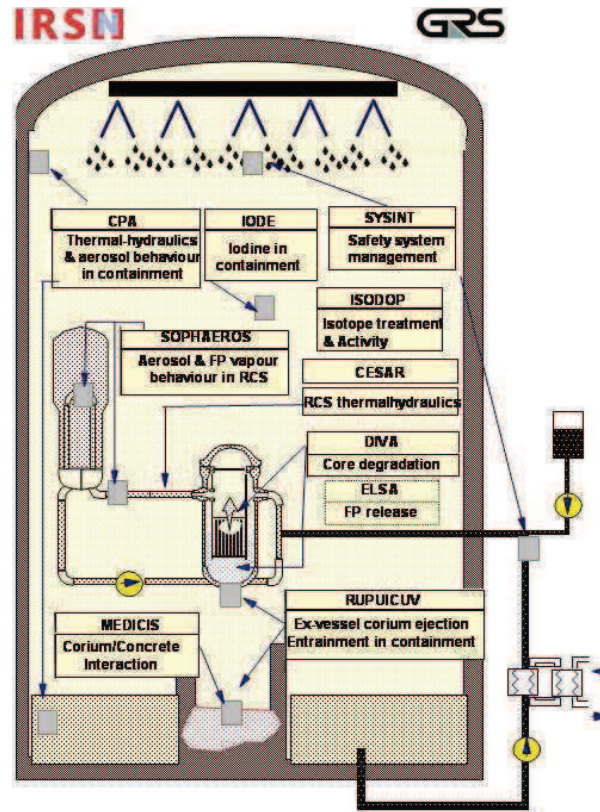 IRSN
GRS
CPA
Thermal-hydraulics
& aerosol behaviour
in containment
IODE
Iodine in
containment
SYSINT
Safety system
management
ISODOP
Isotope treatment
& Activity
SOPHAEROS
Aerosol & FP vapour
behaviour in RCS
CESAR
RCS thermalhydraulics
DIVA
Core degradation
ELSA
FP release
RUPUICUV
Ex-vessel corium ejection
Entrainment in containment
MEDICIS
Corium/Concrete
Interaction